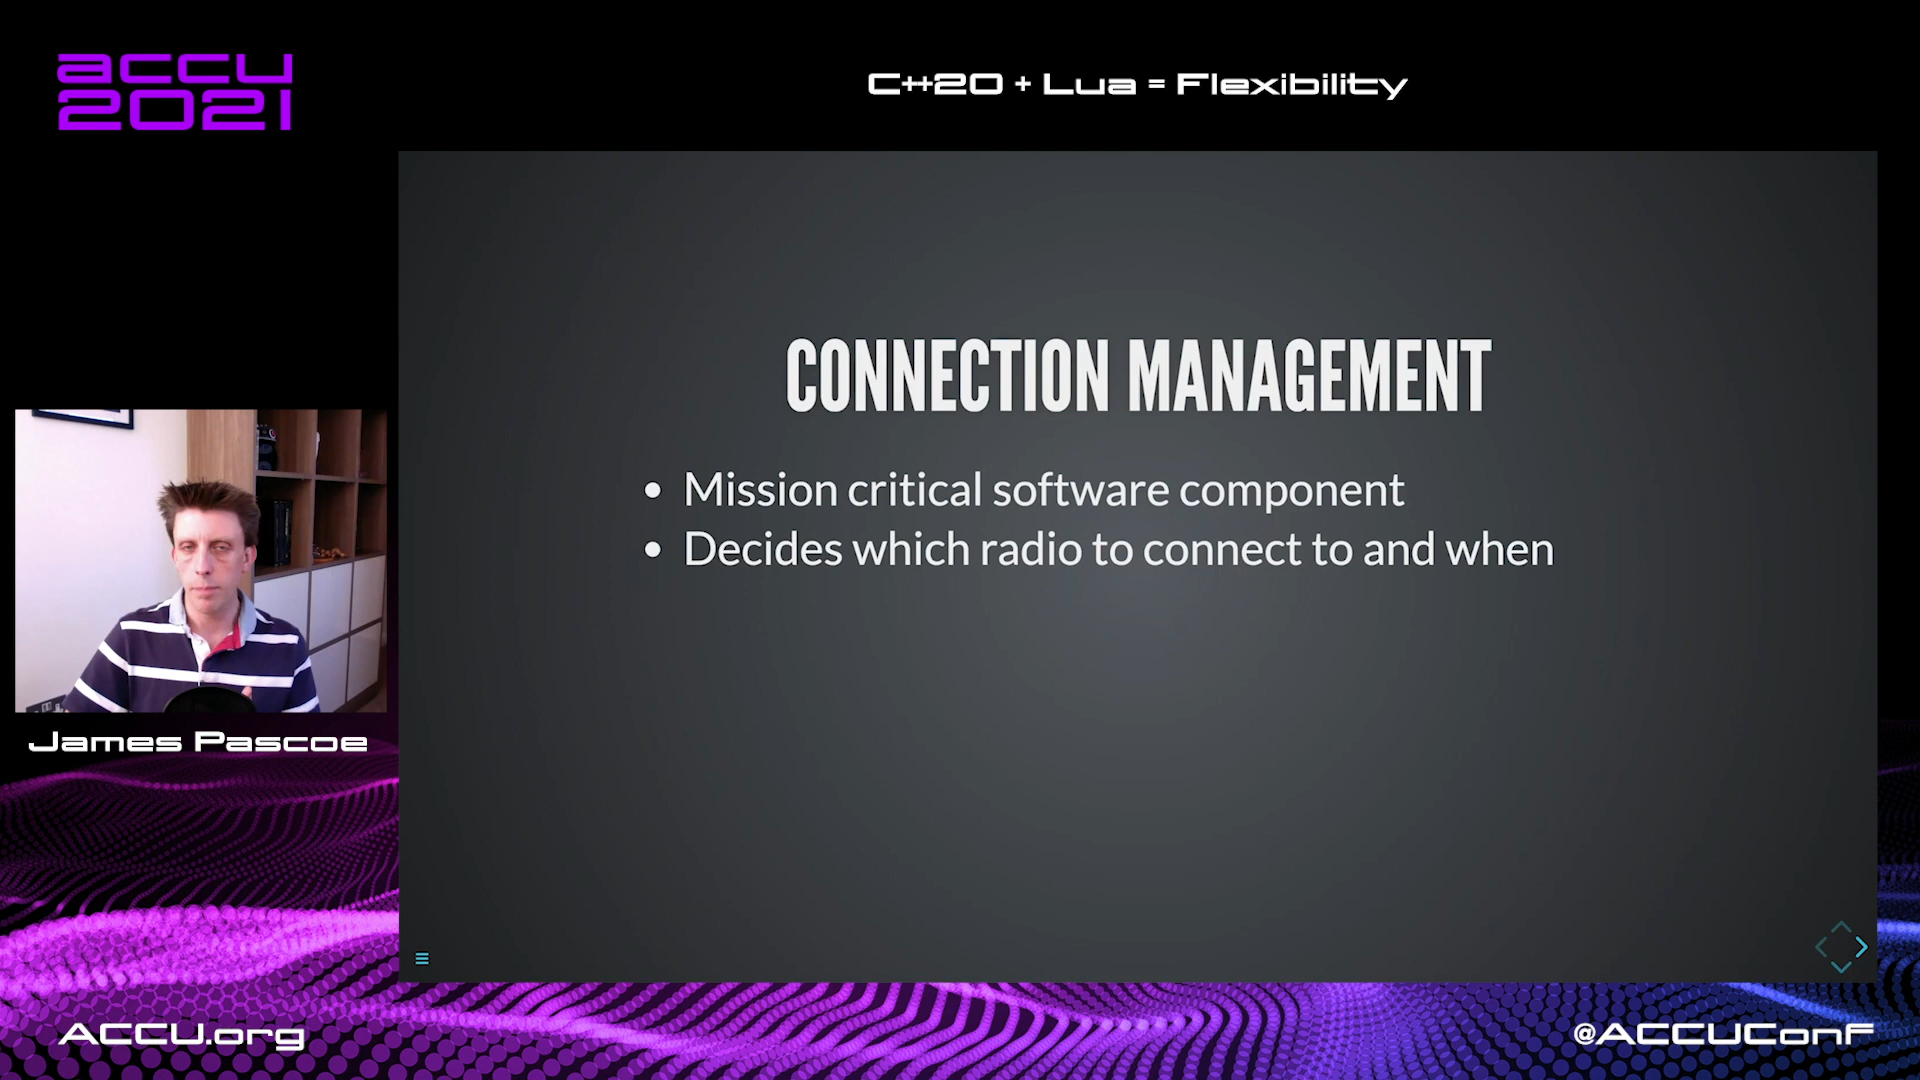 accu
2021
C++20 + Lua = Flexibility
CONNECTION MANAGEMENT
Mission critical software component
Decides which radio to connect to and when
James Pascoe
ACCU.org
@ACCUConF